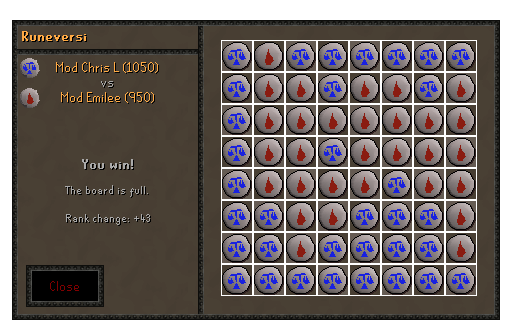 Runeversi
Mod Chris L (1050)
vs
Mod Emilee (950)
You win!
The board is full.
Rank change: +43
Close